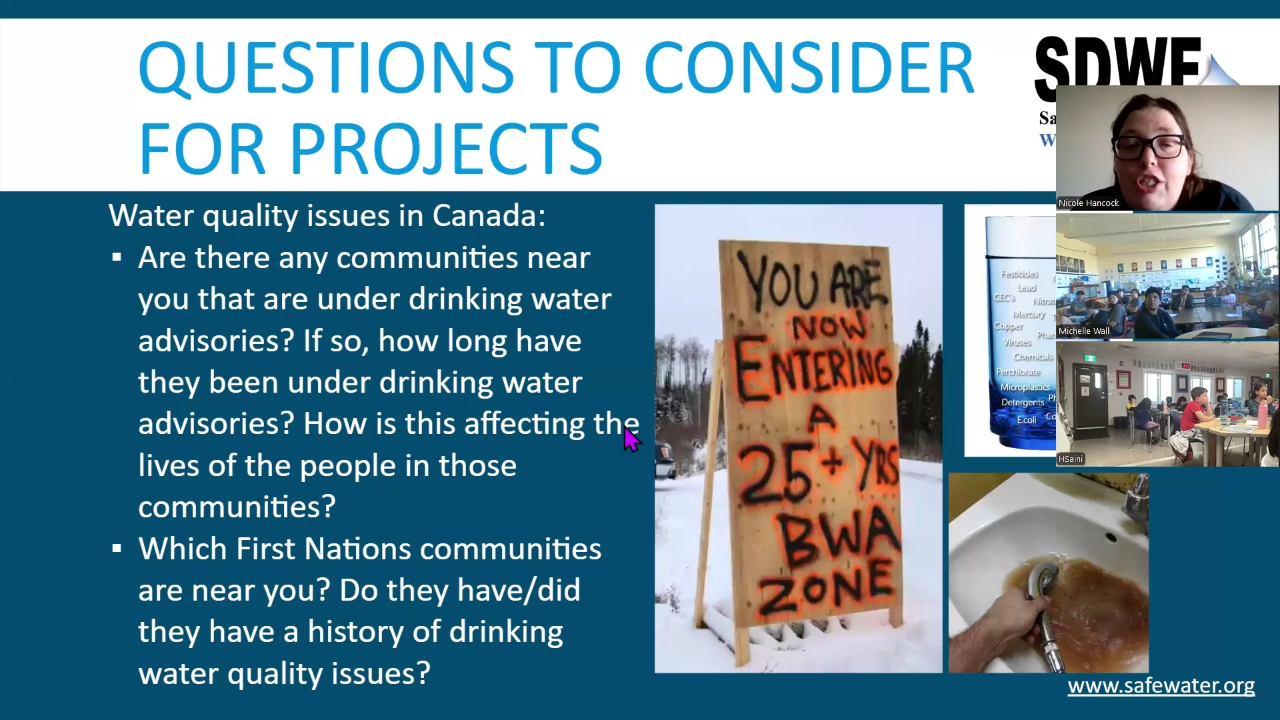 QUESTIONS TO CONSIDER
FOR PROJECTS
SDWF
Water quality issues in Canada:
▪ Are there any communities near
you that are under drinking water
advisories? If so, how long have
they been under drinking water
advisories? How is this affecting the
lives of the people in those
communities?
▪ Which First Nations communities
are near you? Do they have/did
they have a history of drinking
water quality issues?
YOU ARE
NOW
ENTERING
A
25+ YRS
BWA
ZONE
Pesticides
Lead
CEC's
Mercury
Copper
Viruses
Chemicals
Perchlorate
Microplastics
Detergents
E.coli
Nicole Hancock
Michelle Wall
HSaini
www.safewater.org